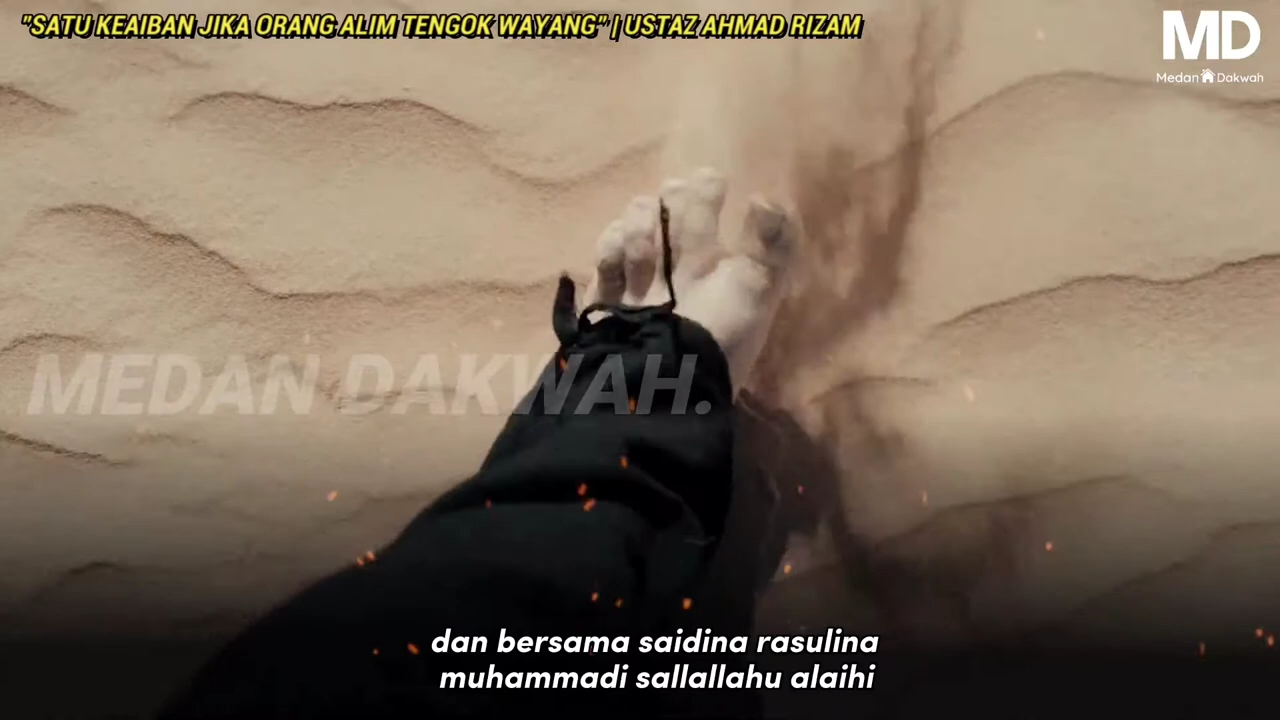 "SATU KEAIBAN JIKA ORANG ALIM TENGOK WAYANG" | USTAZ AHMAD RIZAM
MD
Medan Dakwah
MEDAN DAKWAH.
dan bersama saidina rasulina
muhammadi sallallahu alaihi